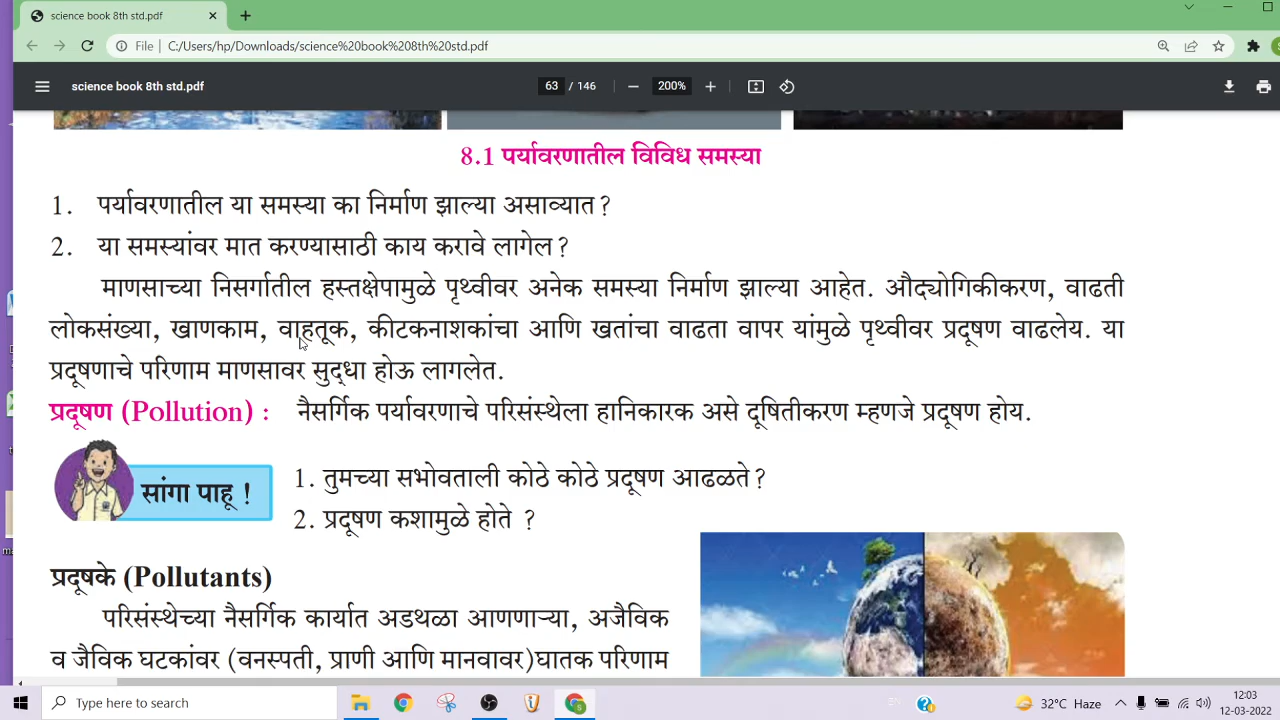 science book 8th std.pdf
File | C:/Users/hp/Downloads/science%20book%208th%20std.pdf
science book 8th std.pdf
63 / 146
200%
8.1 पर्यावरणातील विविध समस्या
1. पर्यावरणातील या समस्या का निर्माण झाल्या असाव्यात ?
2. या समस्यांवर मात करण्यासाठी काय करावे लागेल ?
माणसाच्या निसर्गातील हस्तक्षेपामुळे पृथ्वीवर अनेक समस्या निर्माण झाल्या आहेत. औद्योगिकीकरण, वाढती
लोकसंख्या, खाणकाम, वाहतूक, कीटकनाशकांचा आणि खतांचा वाढता वापर यांमुळे पृथ्वीवर प्रदूषण वाढलेय. या
प्रदूषणाचे परिणाम माणसावर सुद्धा होऊ लागलेत.
प्रदूषण (Pollution) : नैसर्गिक पर्यावरणाचे परिसंस्थेला हानिकारक असे दूषितीकरण म्हणजे प्रदूषण होय.
सांगा पाहू !
1. तुमच्या सभोवताली कोठे कोठे प्रदूषण आढळते ?
2. प्रदूषण कशामुळे होते ?
प्रदूषके (Pollutants)
परिसंस्थेच्या नैसर्गिक कार्यात अडथळा आणणाऱ्या, अजैविक
व जैविक घटकांवर (वनस्पती, प्राणी आणि मानवावर)घातक परिणाम
Type here to search
32°C Haze
12:03
12-03-2022